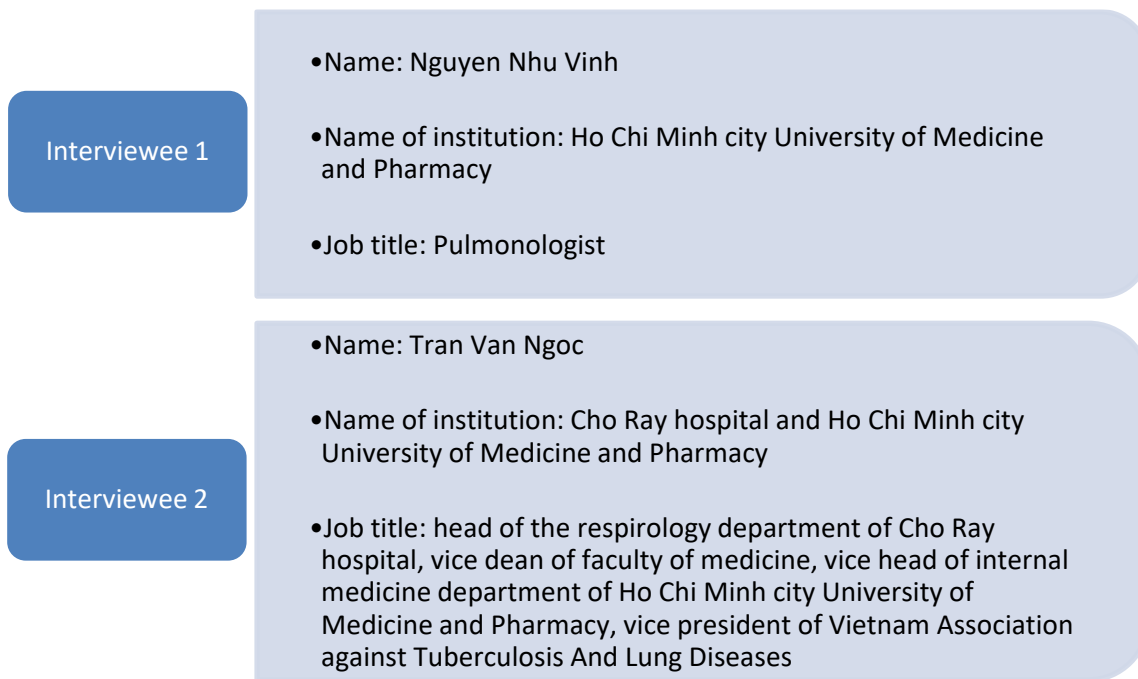 Interviewee 1
•Name: Nguyen Nhu Vinh
•Name of institution: Ho Chi Minh city University of Medicine
and Pharmacy
•Job title: Pulmonologist
Interviewee 2
•Name: Tran Van Ngoc
•Name of institution: Cho Ray hospital and Ho Chi Minh city
University of Medicine and Pharmacy
•Job title: head of the respirology department of Cho Ray
hospital, vice dean of faculty of medicine, vice head of internal
medicine department of Ho Chi Minh city University of
Medicine and Pharmacy, vice president of Vietnam Association
against Tuberculosis And Lung Diseases